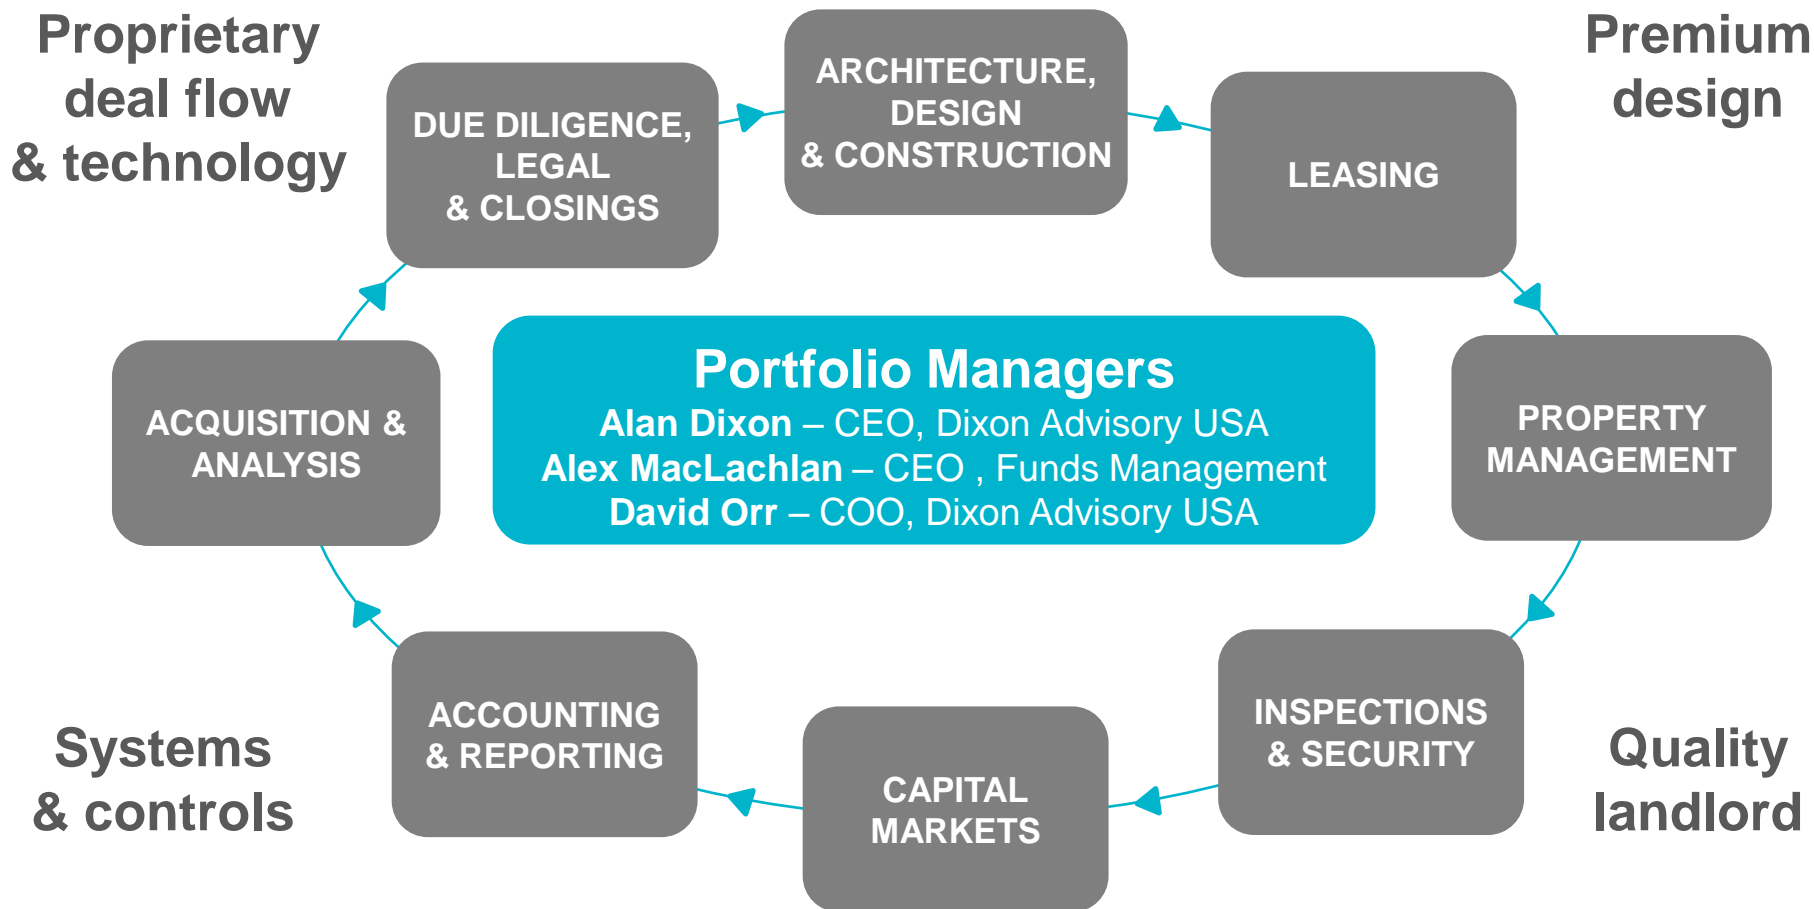 Proprietary
deal flow
& technology
Premium
design
DUE DILIGENCE,
LEGAL
& CLOSINGS
ARCHITECTURE,
DESIGN
& CONSTRUCTION
LEASING
ACQUISITION &
ANALYSIS
Portfolio Managers
Alan Dixon – CEO, Dixon Advisory USA
Alex MacLachlan – CEO , Funds Management
David Orr – COO, Dixon Advisory USA
PROPERTY
MANAGEMENT
ACCOUNTING
& REPORTING
CAPITAL
MARKETS
INSPECTIONS
& SECURITY
Systems
& controls
Quality
landlord